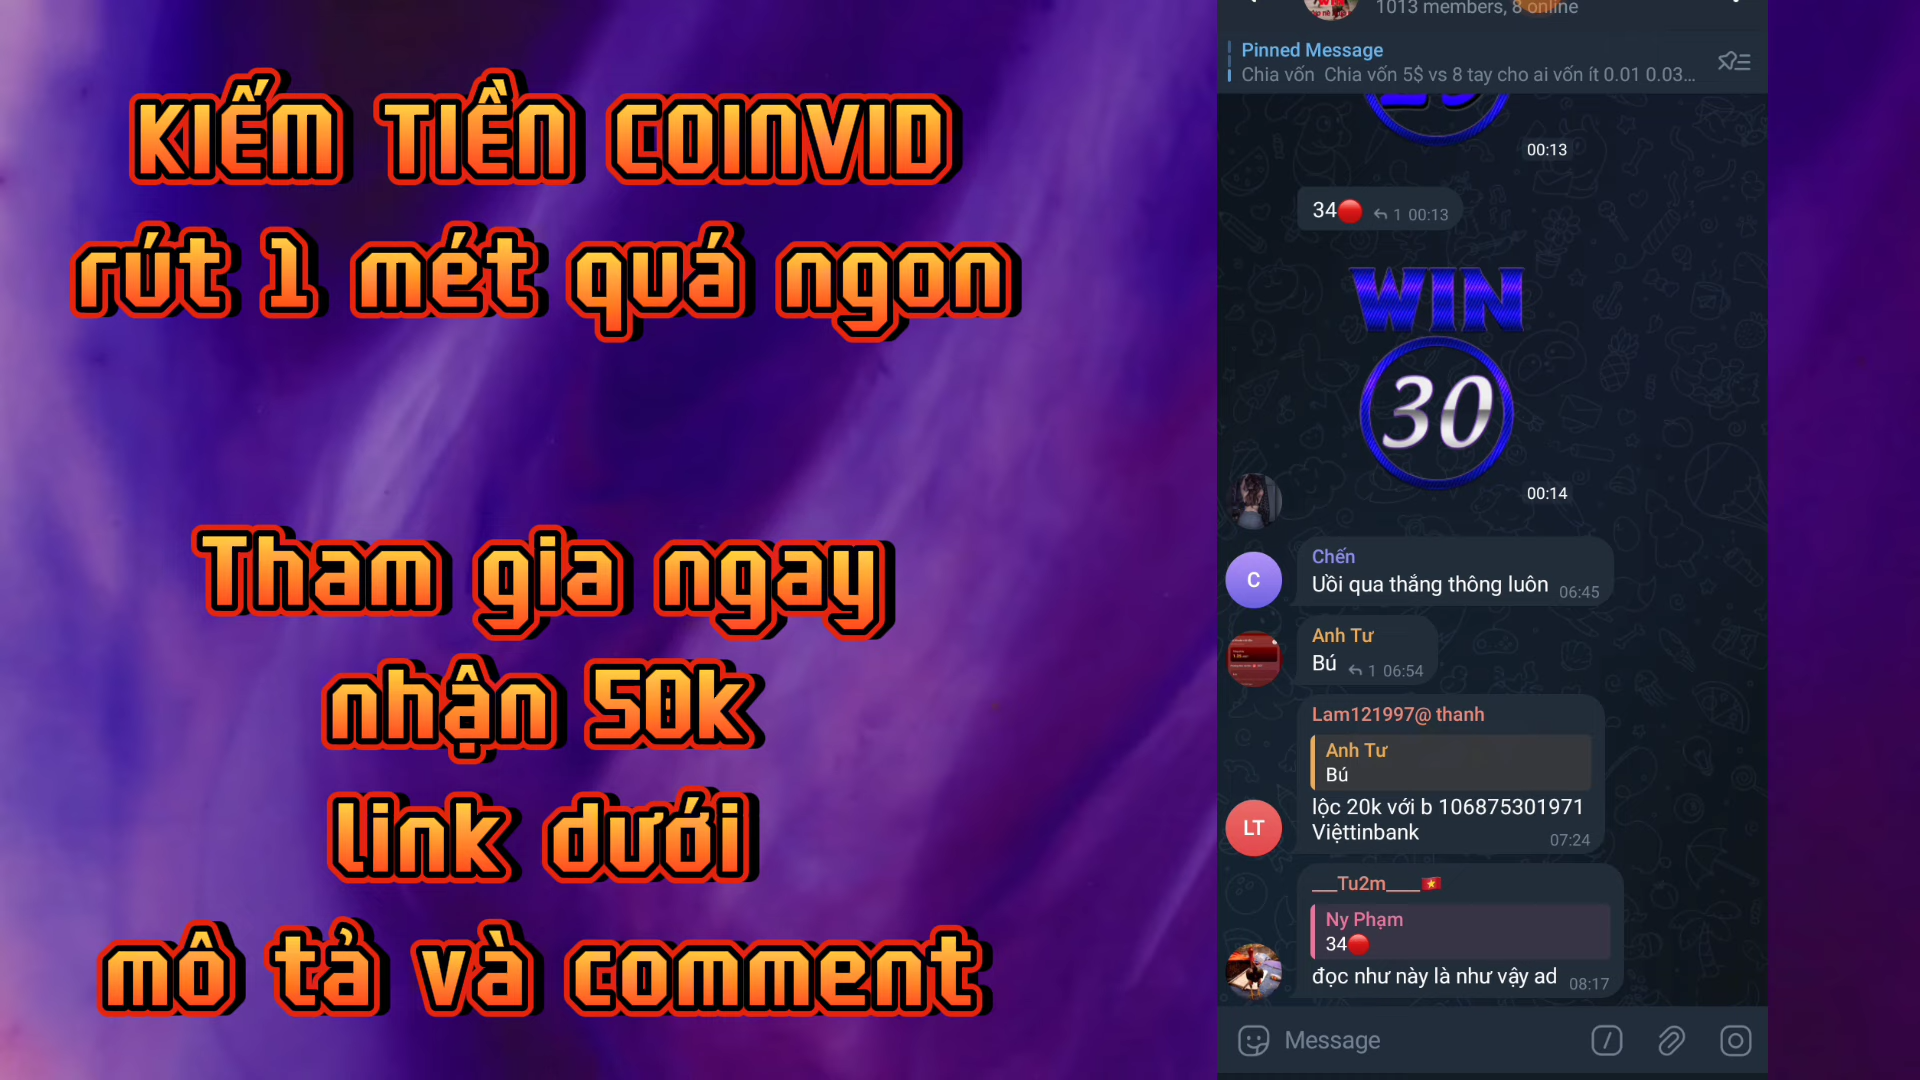 KIẾM TIỀN COINVID
rút 1 mét quá ngon
Tham gia ngay
nhận 50k
link dưới
mô tả và comment
1013 members, 8 online
Pinned Message
Chia vốn Chia vốn 5$ vs 8 tay cho ai vốn ít 0.01 0.03...
00:13
34🔴 1 00:13
WIN
30
00:14
C
Chến
Uồi qua thắng thông luôn 06:45
Anh Tư
Bú 1 06:54
Lam121997@ thanh
Anh Tư
Bú
lộc 20k với b 106875301971
Việttinbank
07:24
LT
___Tu2m____🇻🇳
Ny Phạm
34🔴
đọc như này là như vậy ad 08:17
Message